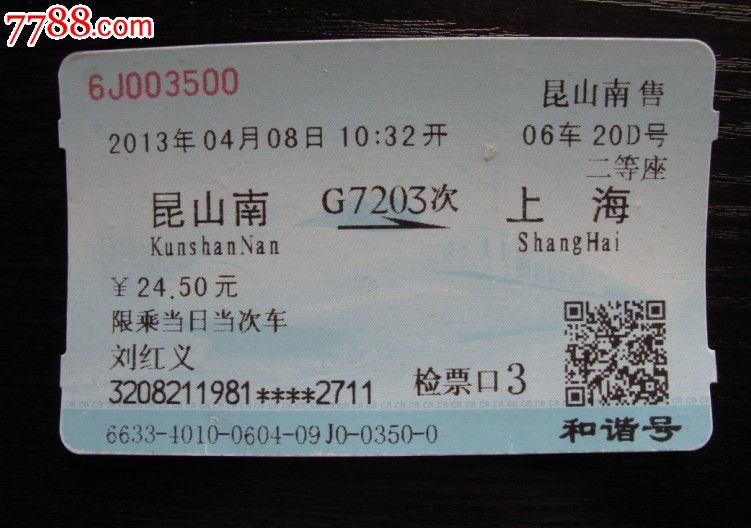 7788.com
6J003500
昆山南售
2013年04月08日 10:32开
06车 20D号
二等座
昆山南
G7203次
上 海
KunshanNan
ShangHai
￥24.50元
限乘当日当次车
刘红义
3208211981****2711
检票口3
6633-4010-0604-09J0-0350-0
和谐号